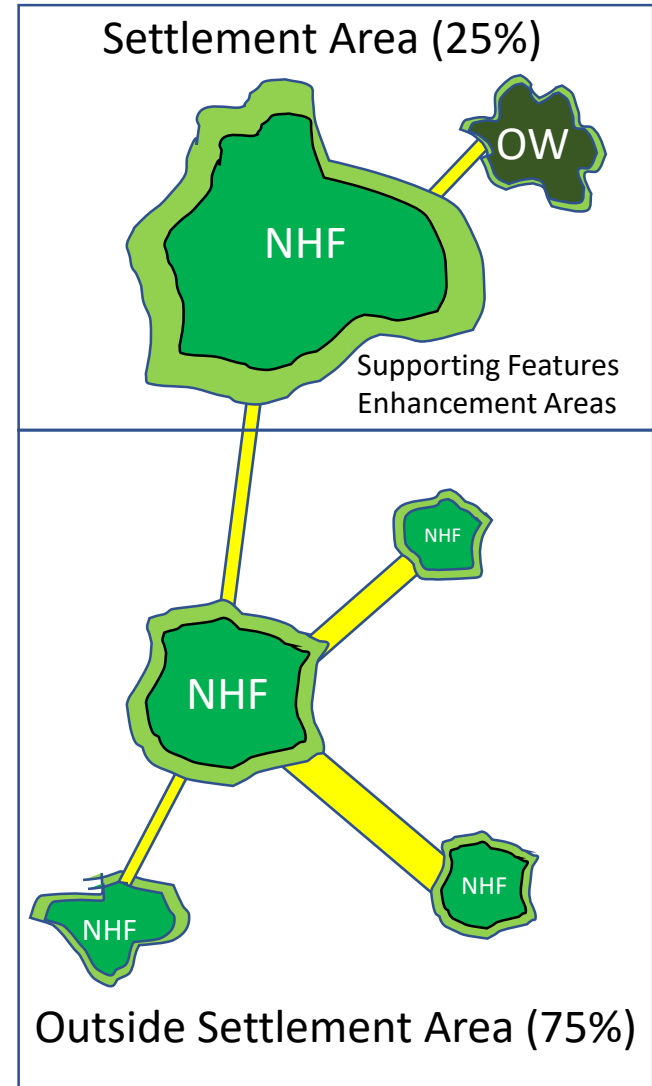 Settlement Area (25%)
OW
NHF
Supporting Features
Enhancement Areas
NHF
NHF
NHF
NHF
Outside Settlement Area (75%)